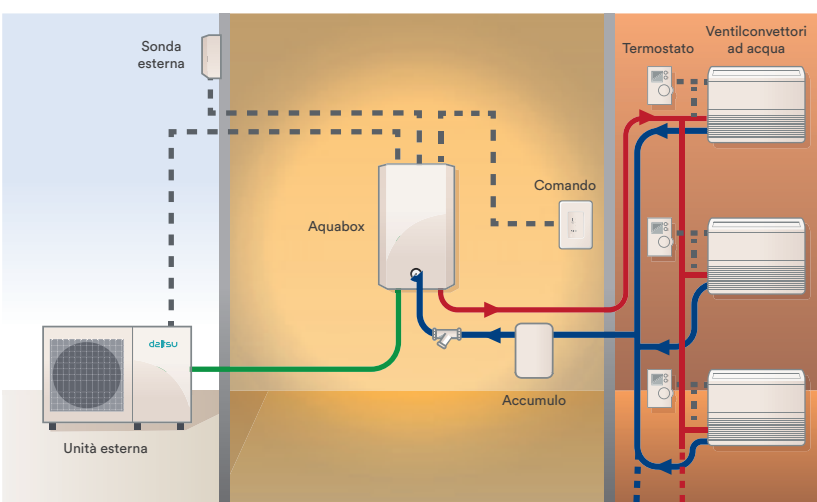 Sonda
esterna
Termostato
Ventilconvettori
ad acqua
Comando
Aquabox
daitsu
Accumulo
Unità esterna